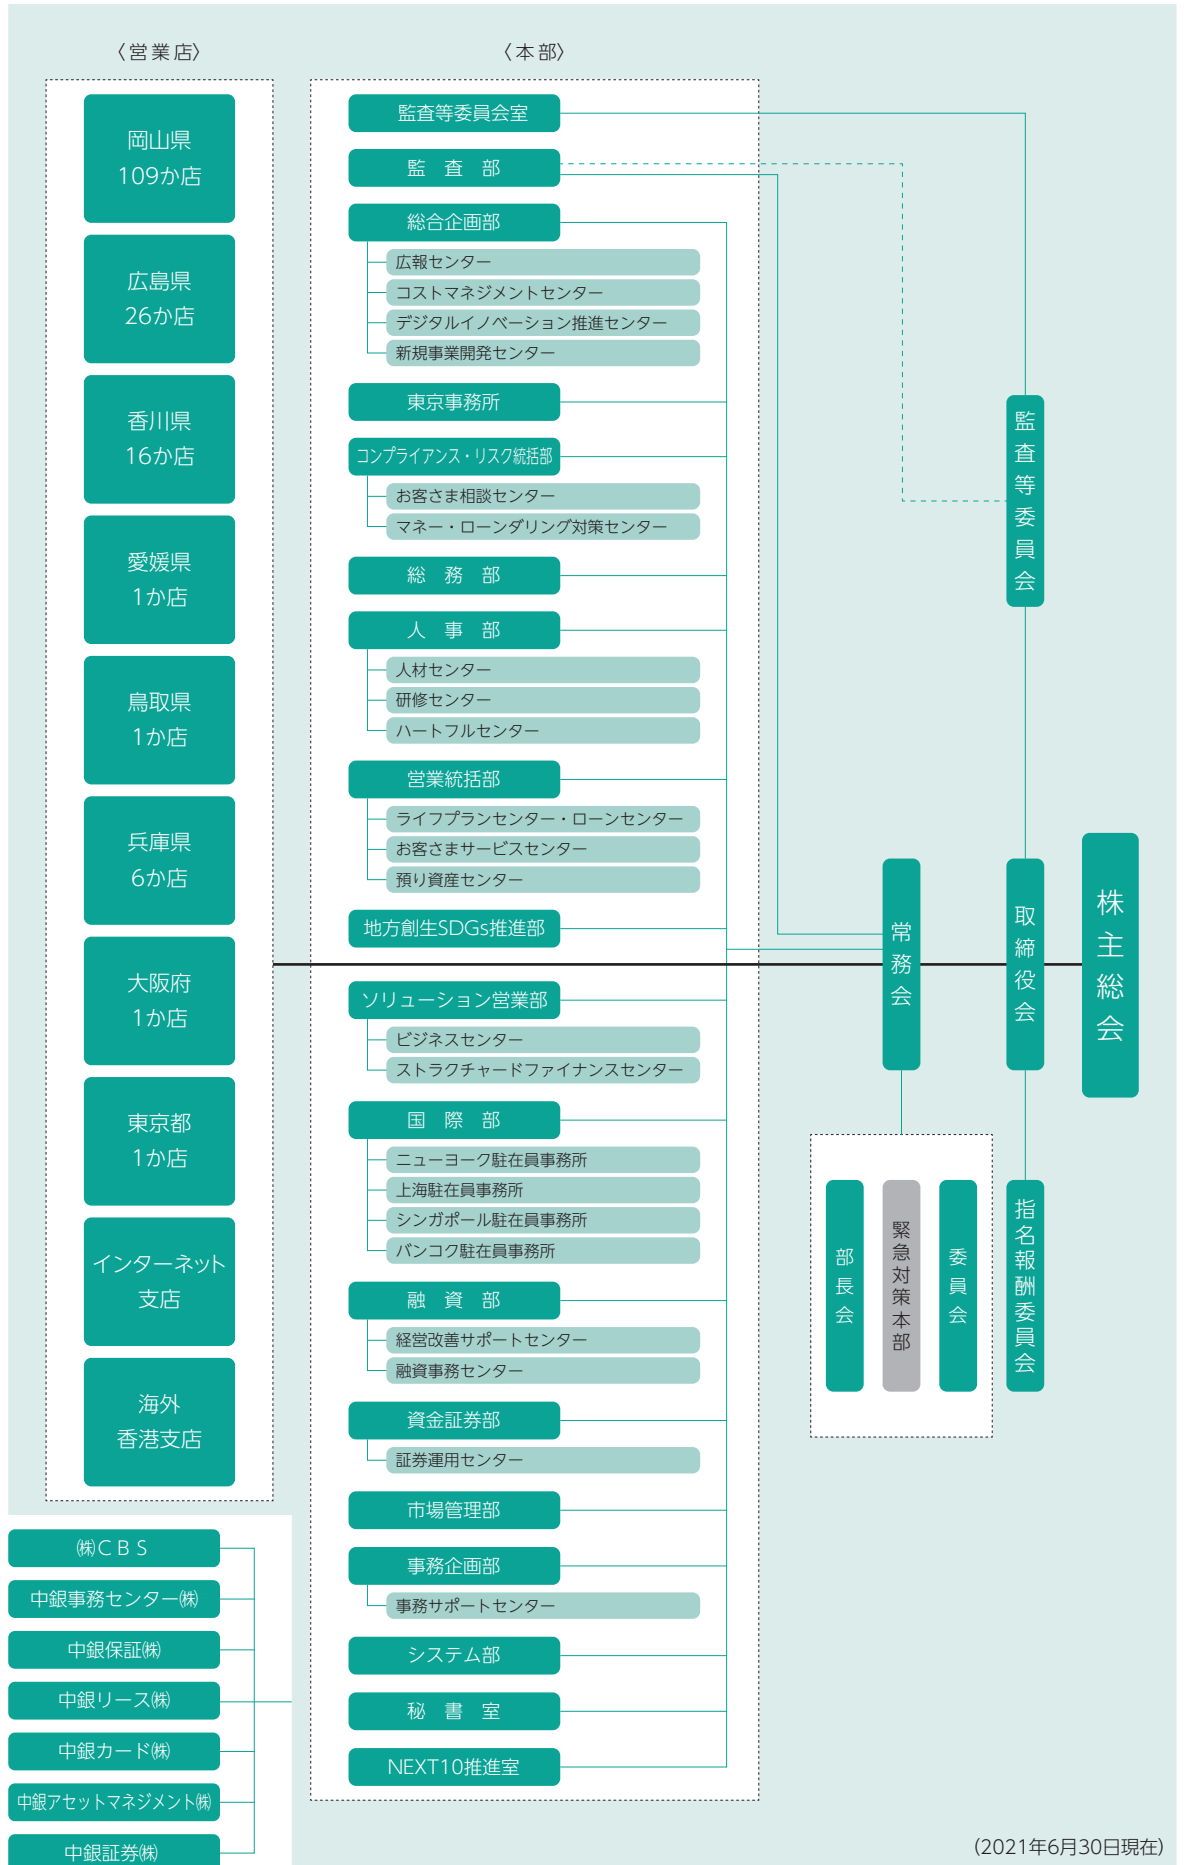 〈営業店〉
岡山県
109か店
広島県
26か店
香川県
16か店
愛媛県
1か店
鳥取県
1か店
兵庫県
6か店
大阪府
1か店
東京都
1か店
インターネット
支店
海外
香港支店
〈本部〉
監査等委員会室
監査部
総合企画部
広報センター
コストマネジメントセンター
デジタルイノベーション推進センター
新規事業開発センター
東京事務所
コンプライアンス・リスク統括部
お客さま相談センター
マネー・ローンダリング対策センター
総務部
人事部
人材センター
研修センター
ハートフルセンター
営業統括部
ライフプランセンター・ローンセンター
お客さまサービスセンター
預り資産センター
地方創生SDGs推進部
ソリューション営業部
ビジネスセンター
ストラクチャードファイナンスセンター
国際部
ニューヨーク駐在員事務所
上海駐在員事務所
シンガポール駐在員事務所
バンコク駐在員事務所
融資部
経営改善サポートセンター
融資事務センター
資金証券部
証券運用センター
市場管理部
事務企画部
事務サポートセンター
システム部
秘書室
NEXT10推進室
監査等委員会
常務会
取締役会
株主総会
部長会
緊急対策本部
委員会
指名報酬委員会
㈱CBS
中銀事務センター㈱
中銀保証㈱
中銀リース㈱
中銀カード㈱
中銀アセットマネジメント㈱
中銀証券㈱
(2021年6月30日現在)